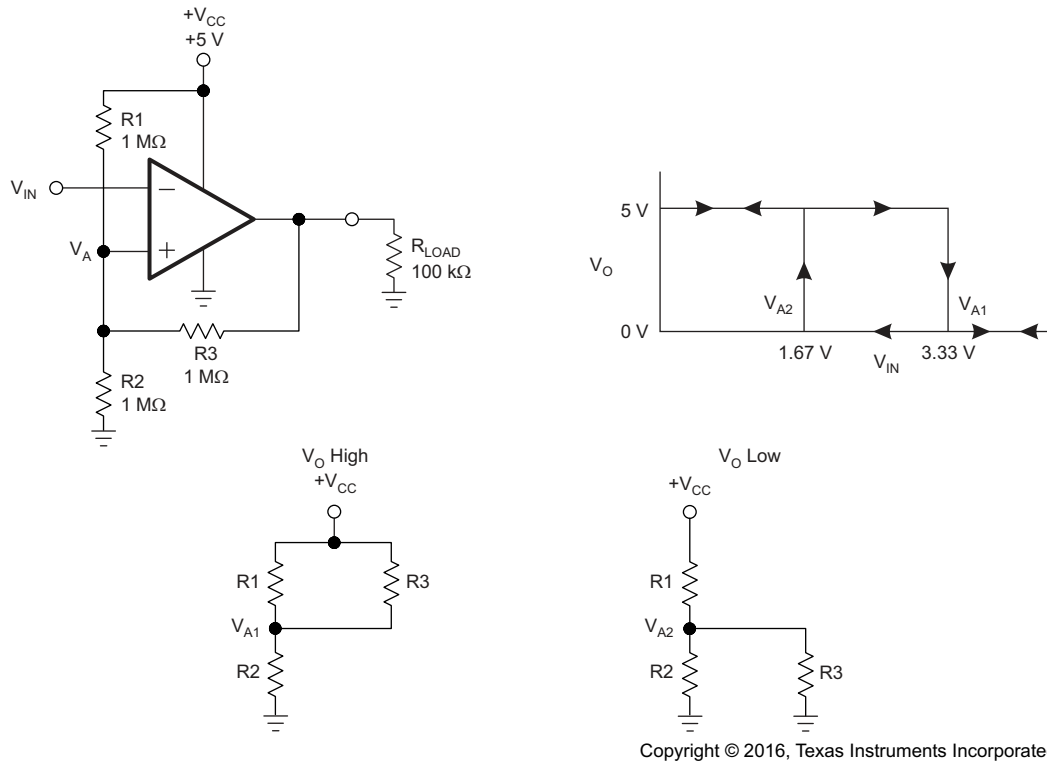 +VCC
+5 V
R1
1 MΩ
VIN
−
VA
+
RLOAD
100 kΩ
R3
1 MΩ
R2
1 MΩ
5 V
VO
VA2
VA1
0 V
1.67 V
VIN
3.33 V
VO High
+VCC
R1
R3
VA1
R2
VO Low
+VCC
R1
VA2
R2
R3
Copyright © 2016, Texas Instruments Incorporate